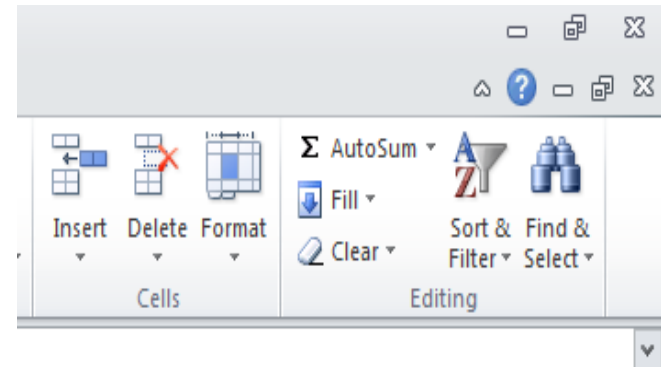 ?
Insert Delete Format
Cells
Σ AutoSum
Fill
Clear
Sort & Filter
Find & Select
Editing